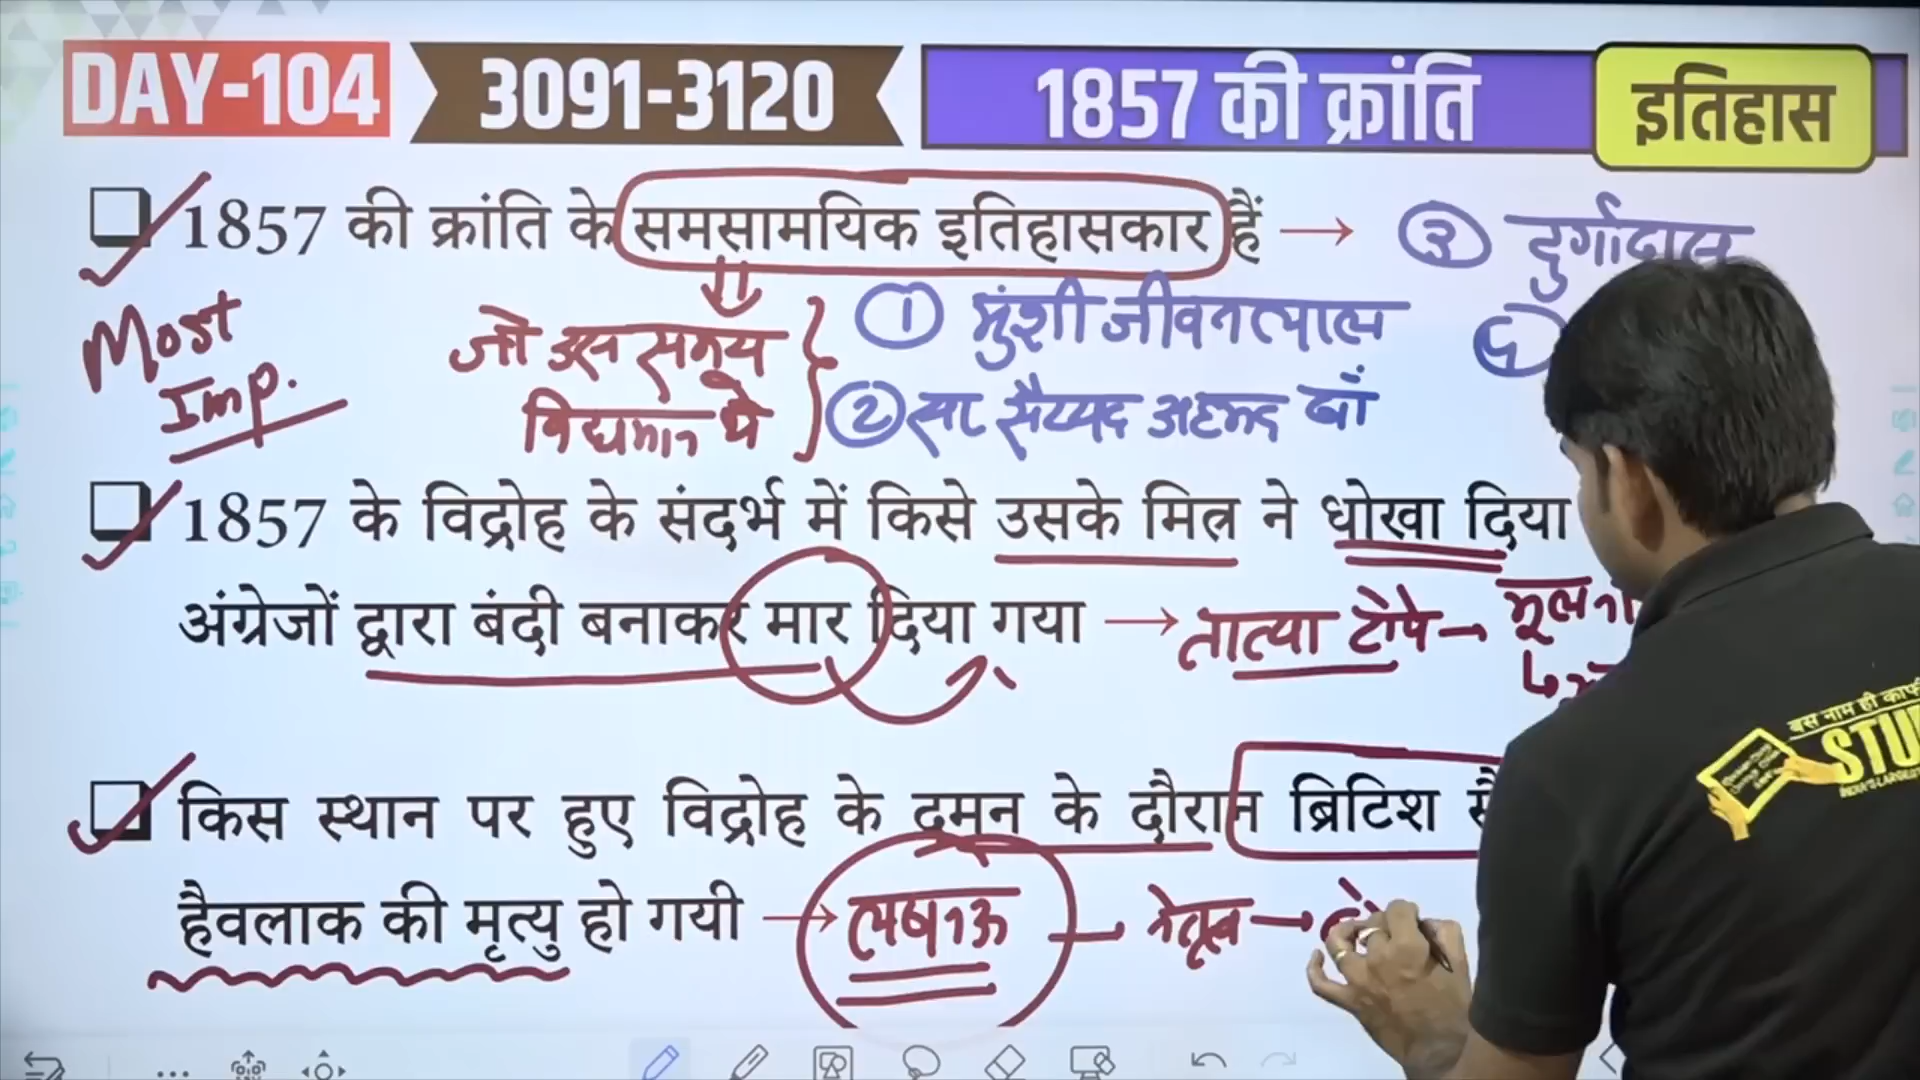 DAY-104 3091-3120 1857 की क्रांति इतिहास
1857 की क्रांति के समसामयिक इतिहासकार हैं → ③ दुर्गादास
Most Imp.
जो उस समय
विद्यमान थे
① मुंशी जीवनलाल
② सर सैय्यद अहमद खां
1857 के विद्रोह के संदर्भ में किसे उसके मित्र ने धोखा दिया
अंग्रेजों द्वारा बंदी बनाकर मार दिया गया → तात्या टोपे →
किस स्थान पर हुए विद्रोह के दमन के दौरान ब्रिटिश
हैवलाक की मृत्यु हो गयी → लखनऊ → नेतृत्व →
बस नाम ही
STU